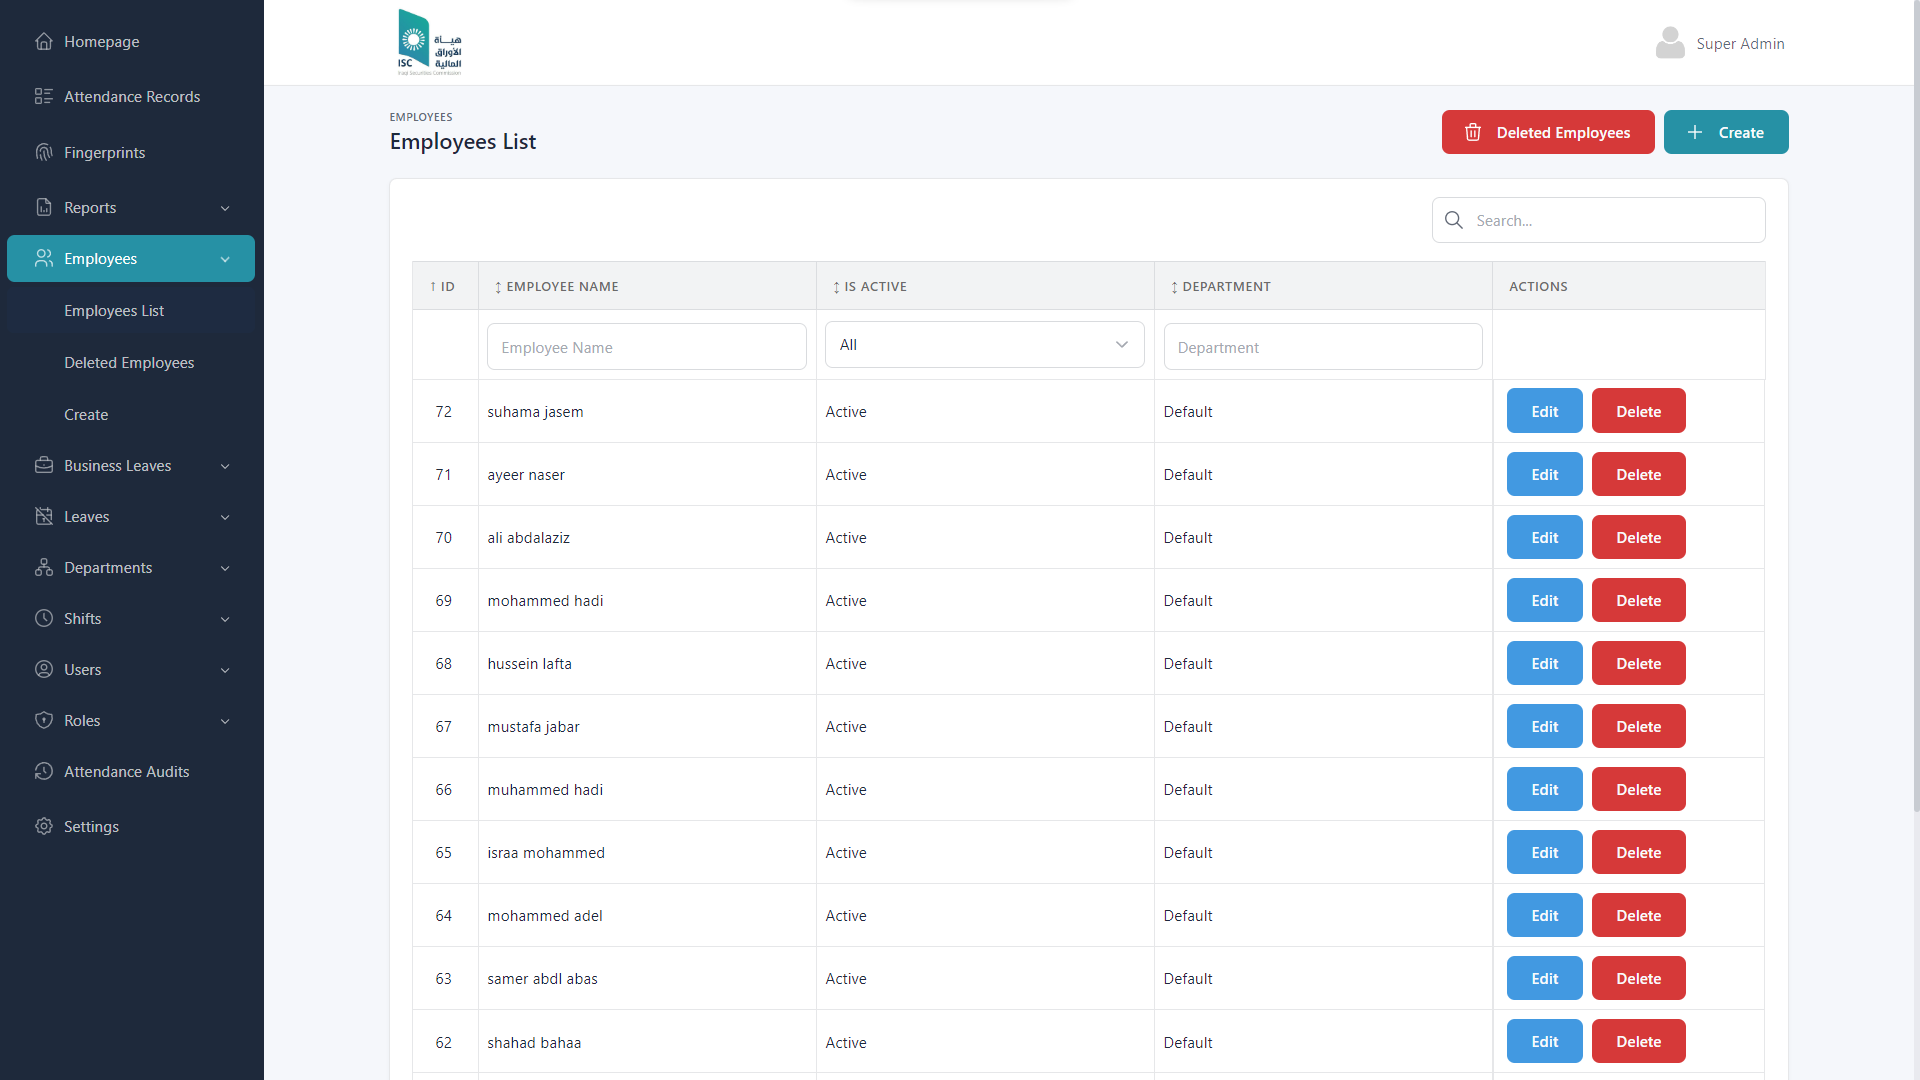 Homepage
Attendance Records
Fingerprints
Reports
Employees
Employees List
Deleted Employees
Create
Business Leaves
Leaves
Departments
Shifts
Users
Roles
Attendance Audits
Settings
هيــأة
الأوراق
المالية
ISC
Iraqi Securities Commission
Super Admin
EMPLOYEES
Employees List
Deleted Employees
Create
Search...
ID EMPLOYEE NAME IS ACTIVE DEPARTMENT ACTIONS
Employee Name All Department
72 suhama jasem Active Default Edit Delete
71 ayeer naser Active Default Edit Delete
70 ali abdalaziz Active Default Edit Delete
69 mohammed hadi Active Default Edit Delete
68 hussein lafta Active Default Edit Delete
67 mustafa jabar Active Default Edit Delete
66 muhammed hadi Active Default Edit Delete
65 israa mohammed Active Default Edit Delete
64 mohammed adel Active Default Edit Delete
63 samer abdl abas Active Default Edit Delete
62 shahad bahaa Active Default Edit Delete